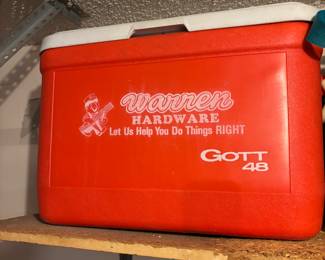 Warren
HARDWARE
Let Us Help You Do Things RIGHT
GOTT
48